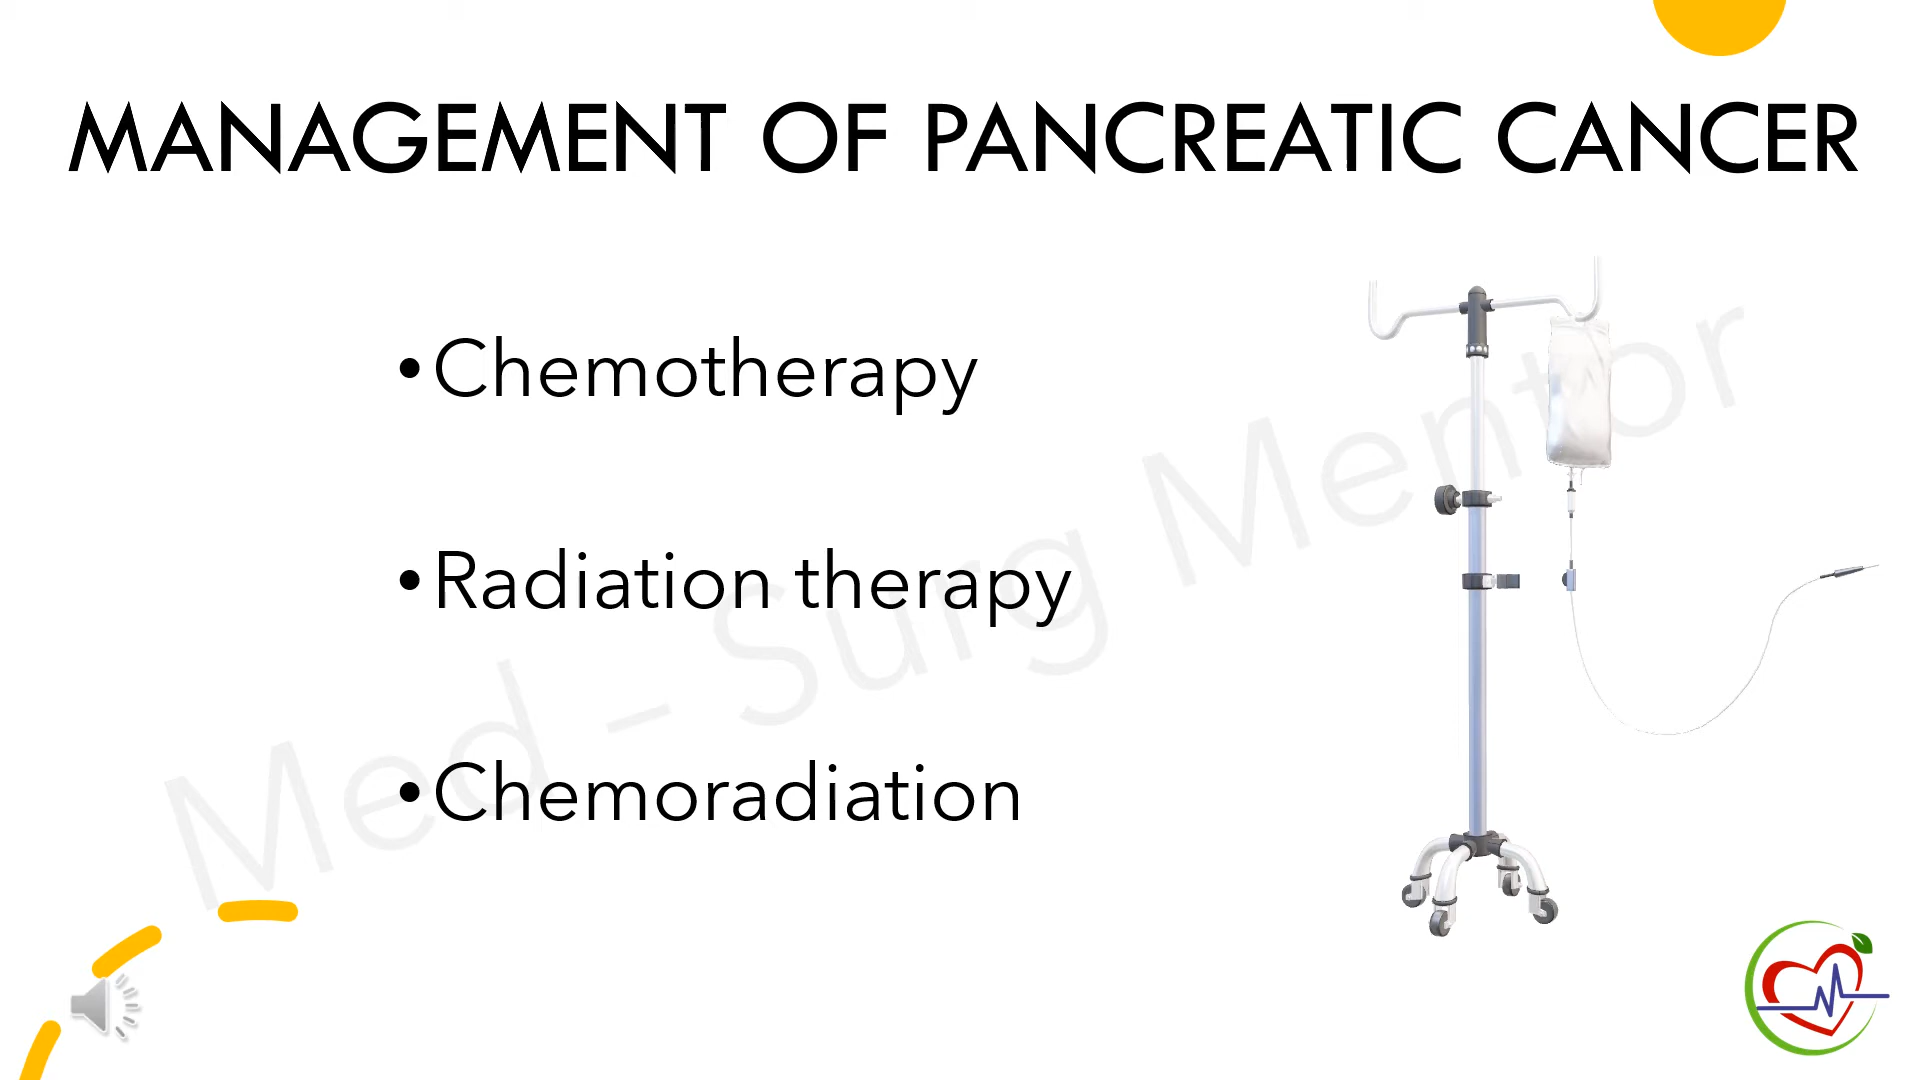 MANAGEMENT OF PANCREATIC CANCER
• Chemotherapy
• Radiation therapy
• Chemoradiation
Med - Surg Mentor